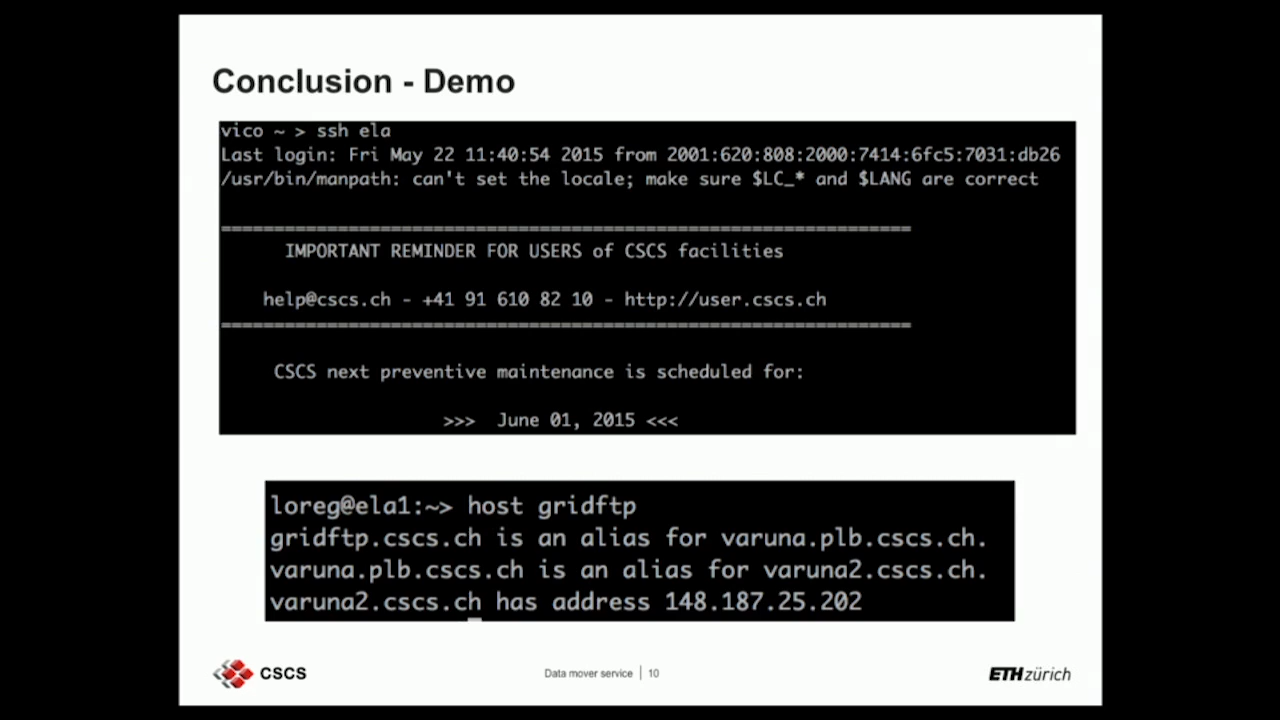 Conclusion - Demo
vico ~ > ssh ela
Last login: Fri May 22 11:40:54 2015 from 2001:620:808:2000:7414:6fc5:7031:db26
/usr/bin/manpath: can't set the locale; make sure $LC_* and $LANG are correct
=================================================================
IMPORTANT REMINDER FOR USERS of CSCS facilities
help@cscs.ch - +41 91 610 82 10 - http://user.cscs.ch
=================================================================
CSCS next preventive maintenance is scheduled for:
>>> June 01, 2015 <<<
loreg@ela1:~> host gridftp
gridftp.cscs.ch is an alias for varuna.plb.cscs.ch.
varuna.plb.cscs.ch is an alias for varuna2.cscs.ch.
varuna2.cscs.ch has address 148.187.25.202
CSCS
Data mover service | 10
ETH zürich